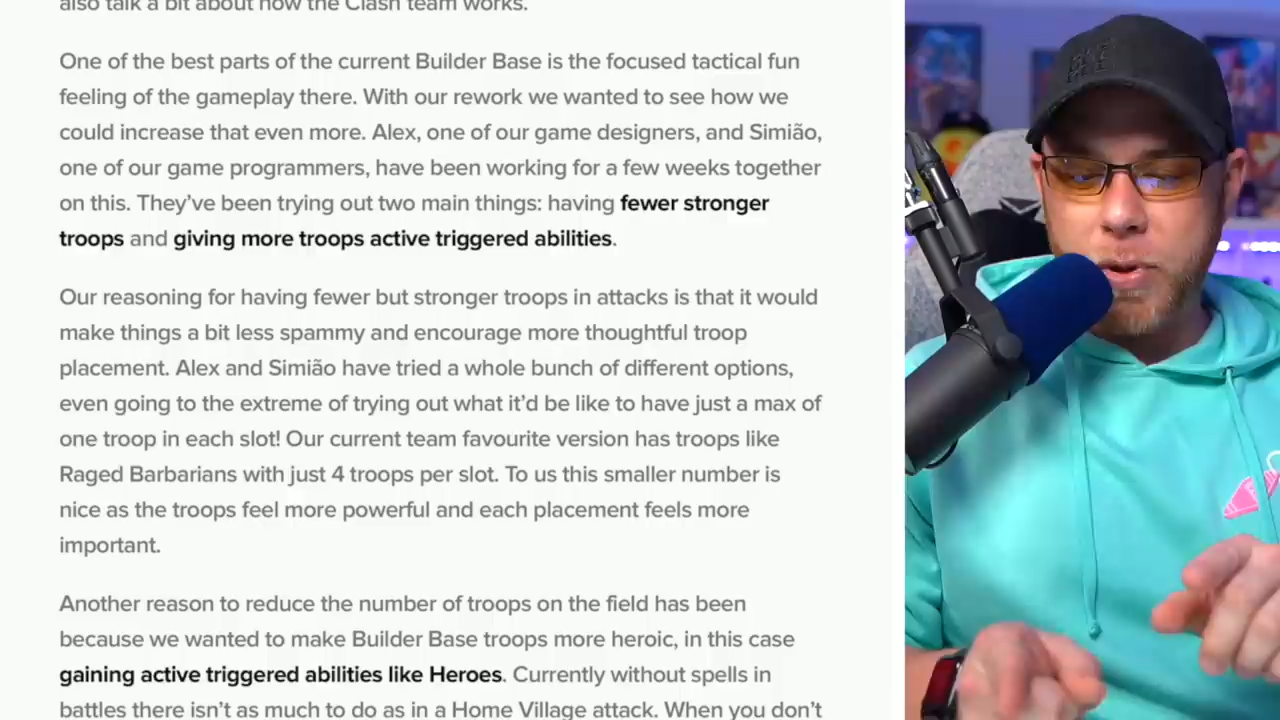 also talk a bit about how the Clash team works.
One of the best parts of the current Builder Base is the focused tactical fun
feeling of the gameplay there. With our rework we wanted to see how we
could increase that even more. Alex, one of our game designers, and Simião,
one of our game programmers, have been working for a few weeks together
on this. They’ve been trying out two main things: having fewer stronger
troops and giving more troops active triggered abilities.
Our reasoning for having fewer but stronger troops in attacks is that it would
make things a bit less spammy and encourage more thoughtful troop
placement. Alex and Simião have tried a whole bunch of different options,
even going to the extreme of trying out what it’d be like to have just a max of
one troop in each slot! Our current team favourite version has troops like
Raged Barbarians with just 4 troops per slot. To us this smaller number is
nice as the troops feel more powerful and each placement feels more
important.
Another reason to reduce the number of troops on the field has been
because we wanted to make Builder Base troops more heroic, in this case
gaining active triggered abilities like Heroes. Currently without spells in
battles there isn’t as much to do as in a Home Village attack. When you don’t